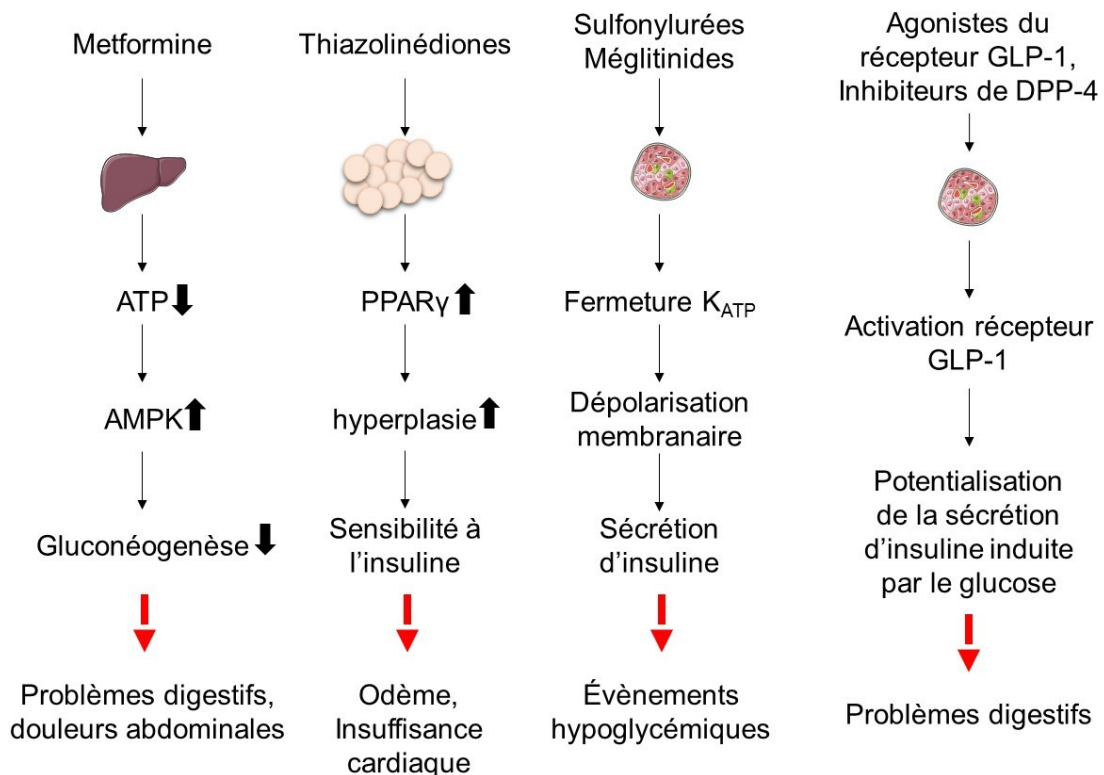 Metformine
ATP
AMPK
Gluconéogenèse
Problèmes digestifs,
douleurs abdominales
Thiazolinédiones
PPARγ
hyperplasie
Sensibilité à
l’insuline
Odème,
Insuffisance
cardiaque
Sulfonylurées
Méglitinides
Fermeture KATP
Dépolarisation
membranaire
Sécrétion
d’insuline
Évènements
hypoglycémiques
Agonistes du
récepteur GLP-1,
Inhibiteurs de DPP-4
Activation récepteur
GLP-1
Potentialisation
de la sécrétion
d’insuline induite
par le glucose
Problèmes digestifs